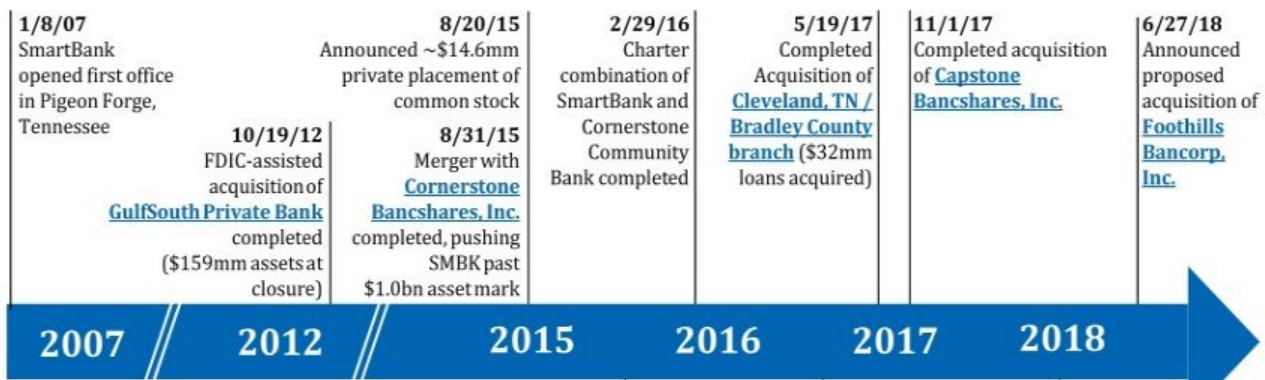 1/8/07
SmartBank
opened first office
in Pigeon Forge,
Tennessee
10/19/12
FDIC-assisted
acquisition of
GulfSouth Private Bank
completed
($159mm assets at
closure)
8/20/15
Announced ~$14.6mm
private placement of
common stock
8/31/15
Merger with
Cornerstone
Bancshares, Inc.
completed, pushing
SMBK past
$1.0bn asset mark
2/29/16
Charter
combination of
SmartBank and
Cornerstone
Community
Bank completed
5/19/17
Completed
Acquisition of
Cleveland, TN /
Bradley County
branch ($32mm
loans acquired)
11/1/17
Completed acquisition
of Capstone
Bancshares, Inc.
6/27/18
Announced
proposed
acquisition of
Foothills
Bancorp,
Inc.
2007 2012 2015 2016 2017 2018